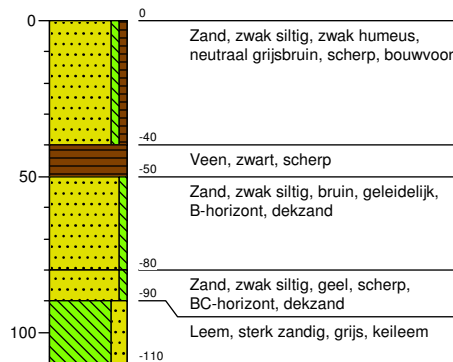 0
0
Zand, zwak siltig, zwak humeus,
neutraal grijsbruin, scherp, bouwvoor
-40
Veen, zwart, scherp
50
-50
Zand, zwak siltig, bruin, geleidelijk,
B-horizont, dekzand
-80
Zand, zwak siltig, geel, scherp,
BC-horizont, dekzand
-90
Leem, sterk zandig, grijs, keileem
100
-110